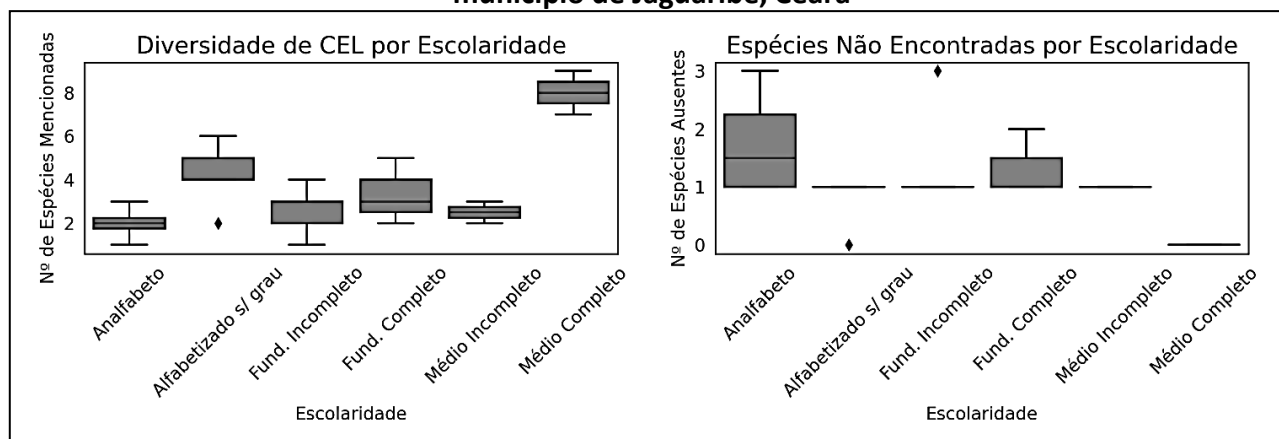 município de Jaguaribe, Ceará
Diversidade de CEL por Escolaridade
Nº de Espécies Mencionadas
8
6
4
2
Analfabeto
Alfabetizado s/ grau
Fund. Incompleto
Fund. Completo
Médio Incompleto
Médio Completo
Escolaridade
Espécies Não Encontradas por Escolaridade
Nº de Espécies Ausentes
3
2
1
0
Analfabeto
Alfabetizado s/ grau
Fund. Incompleto
Fund. Completo
Médio Incompleto
Médio Completo
Escolaridade